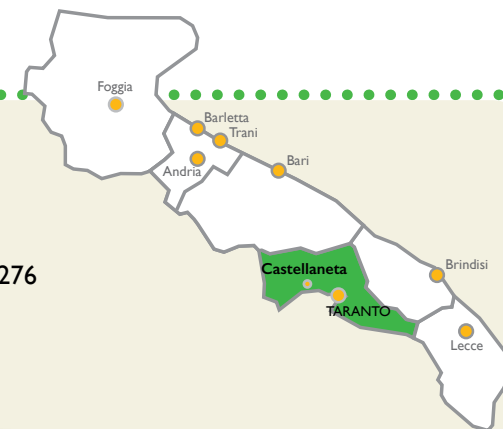 Foggia
Barletta
Trani
Andria
Bari
276
Castellaneta
Brindisi
TARANTO
Lecce